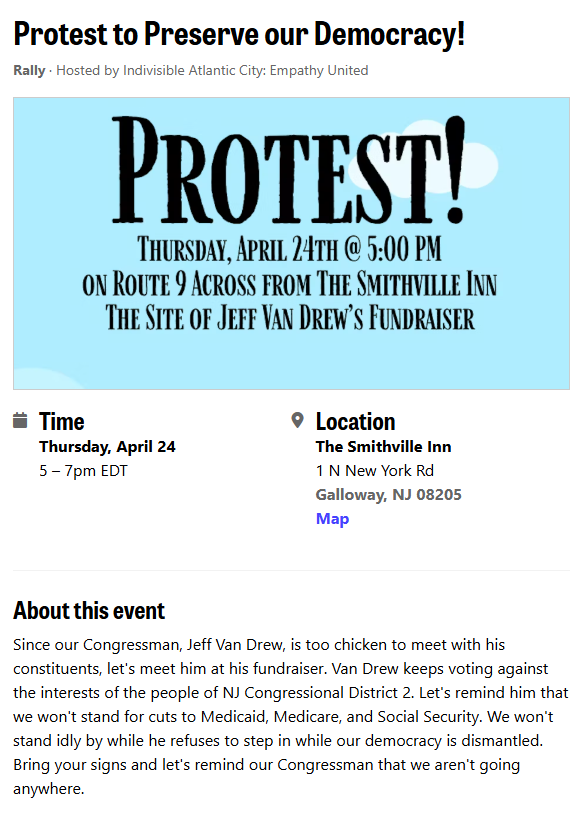 Protest to Preserve our Democracy!
Rally · Hosted by Indivisible Atlantic City: Empathy United
PROTEST!
THURSDAY, APRIL 24TH @ 5:00 PM
ON ROUTE 9 ACROSS FROM THE SMITHVILLE INN
THE SITE OF JEFF VAN DREW'S FUNDRAISER
Time
Thursday, April 24
5 – 7pm EDT
Location
The Smithville Inn
1 N New York Rd
Galloway, NJ 08205
Map
About this event
Since our Congressman, Jeff Van Drew, is too chicken to meet with his
constituents, let's meet him at his fundraiser. Van Drew keeps voting against
the interests of the people of NJ Congressional District 2. Let's remind him that
we won't stand for cuts to Medicaid, Medicare, and Social Security. We won't
stand idly by while he refuses to step in while our democracy is dismantled.
Bring your signs and let's remind our Congressman that we aren't going
anywhere.